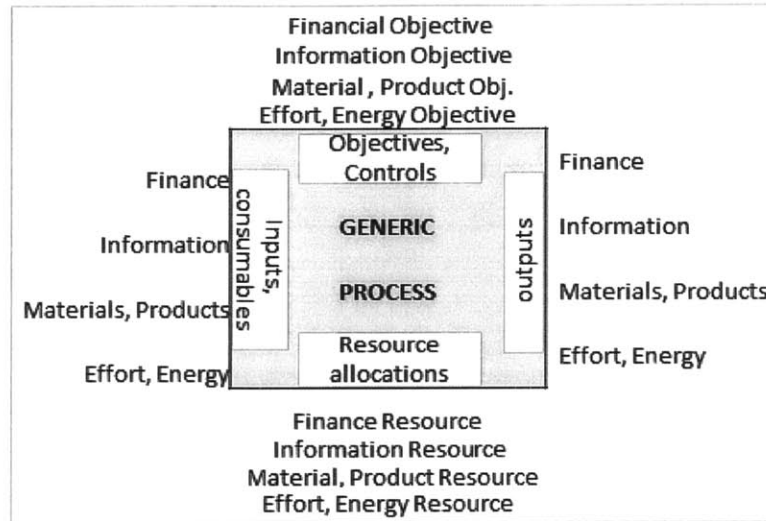 Financial Objective
Information Objective
Material , Product Obj.
Effort, Energy Objective
Objectives,
Controls
Finance
Information
Materials, Products
Effort, Energy
Inputs,
consumables
GENERIC
PROCESS
outputs
Finance
Information
Materials, Products
Effort, Energy
Resource
allocations
Finance Resource
Information Resource
Material, Product Resource
Effort, Energy Resource